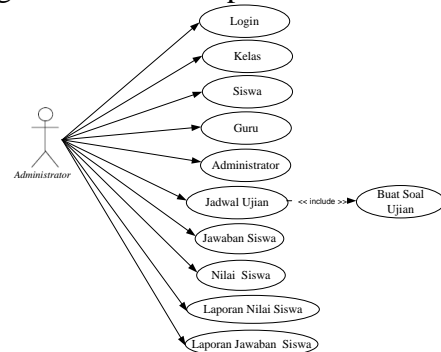 Login
Kelas
Siswa
Guru
Administrator
Administrator
Jadwal Ujian
<< include >>
Buat Soal
Ujian
Jawaban Siswa
Nilai Siswa
Laporan Nilai Siswa
Laporan Jawaban Siswa